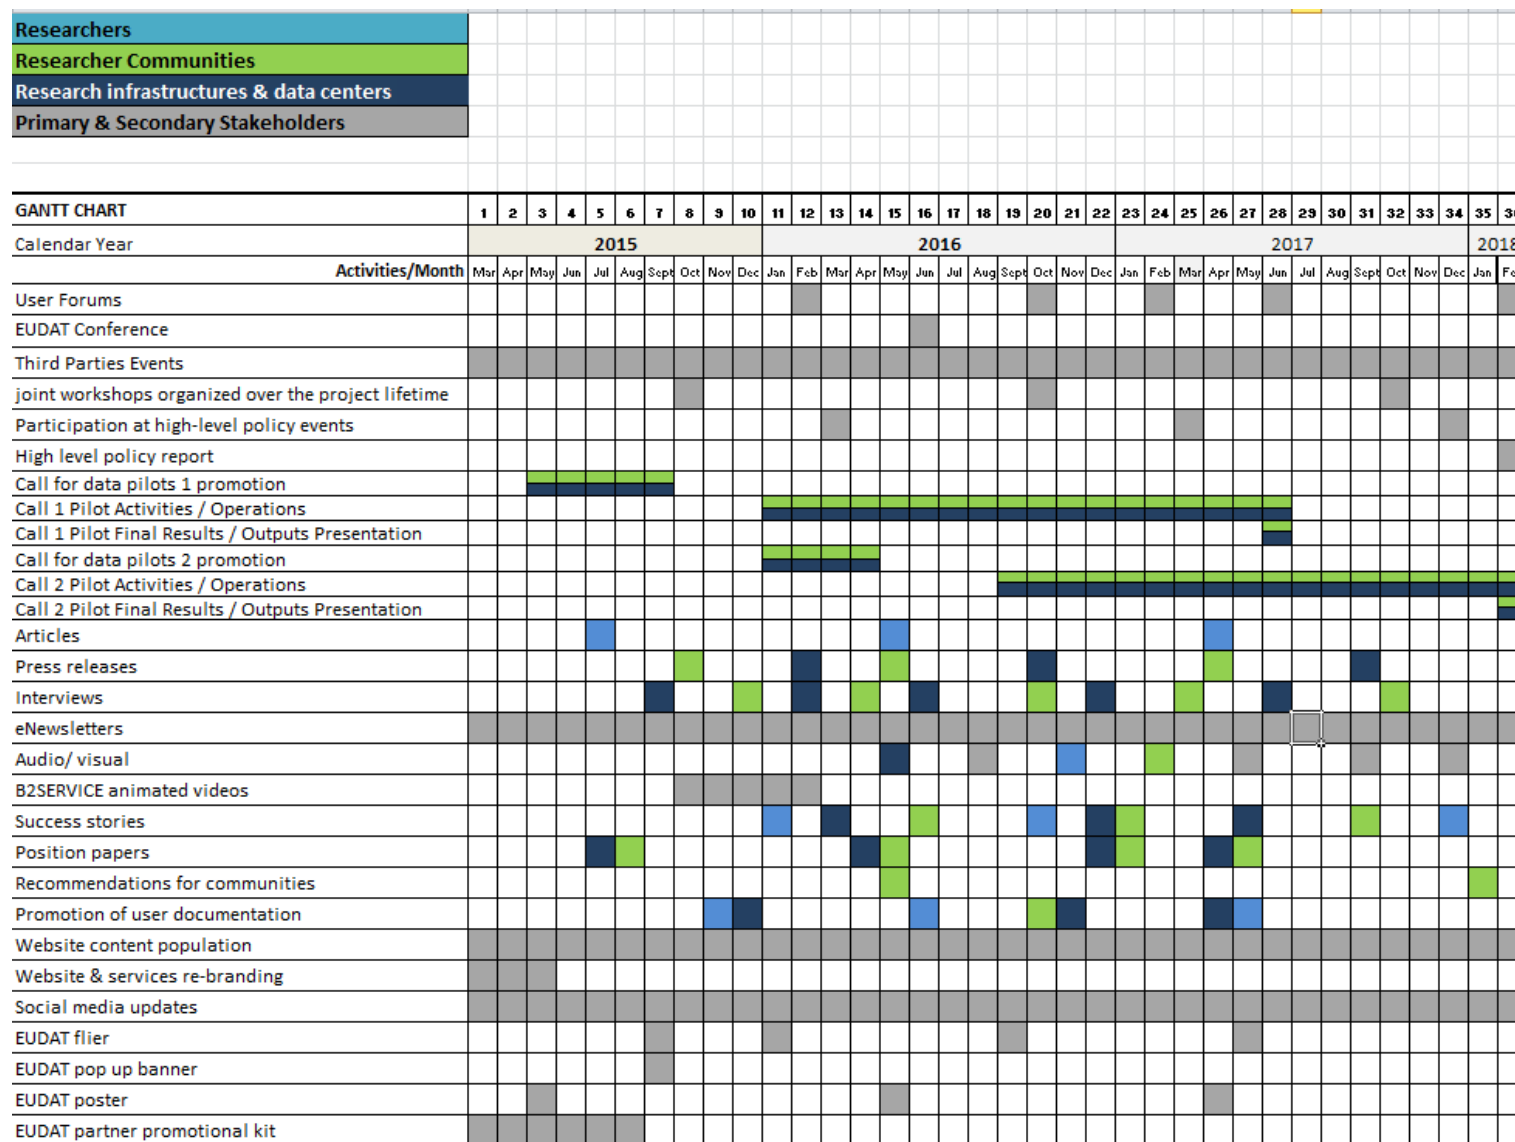 Researchers
Researcher Communities
Research infrastructures & data centers
Primary & Secondary Stakeholders
GANTT CHART 1 2 3 4 5 6 7 8 9 10 11 12 13 14 15 16 17 18 19 20 21 22 23 24 25 26 27 28 29 30 31 32 33 34 35
Calendar Year 2015 2016 2017 2018
Activities/Month Mar Apr May Jun Jul Aug Sept Oct Nov Dec Jan Feb Mar Apr May Jun Jul Aug Sept Oct Nov Dec Jan Feb Mar Apr May Jun Jul Aug Sept Oct Nov Dec Jan
User Forums
EUDAT Conference
Third Parties Events
joint workshops organized over the project lifetime
Participation at high-level policy events
High level policy report
Call for data pilots 1 promotion
Call 1 Pilot Activities / Operations
Call 1 Pilot Final Results / Outputs Presentation
Call for data pilots 2 promotion
Call 2 Pilot Activities / Operations
Call 2 Pilot Final Results / Outputs Presentation
Articles
Press releases
Interviews
eNewsletters
Audio/ visual
B2SERVICE animated videos
Success stories
Position papers
Recommendations for communities
Promotion of user documentation
Website content population
Website & services re-branding
Social media updates
EUDAT flier
EUDAT pop up banner
EUDAT poster
EUDAT partner promotional kit